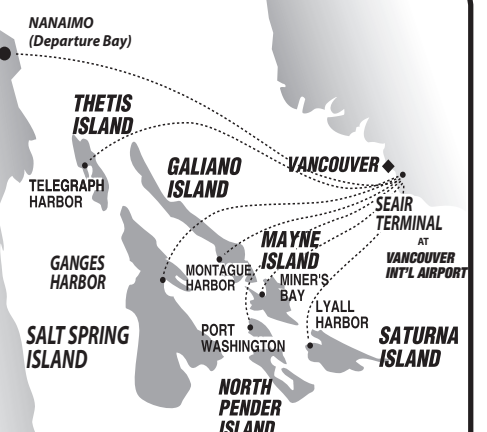 NANAIMO
(Departure Bay)
THETIS
ISLAND
TELEGRAPH
HARBOR
GALIANO
ISLAND
VANCOUVER
SEAIR
TERMINAL
AT
VANCOUVER
INT'L AIRPORT
GANGES
HARBOR
MONTAGUE
HARBOR
MAYNE
ISLAND
MINER'S
BAY
LYALL
HARBOR
SALT SPRING
ISLAND
PORT
WASHINGTON
SATURNA
ISLAND
NORTH
PENDER
ISLAND